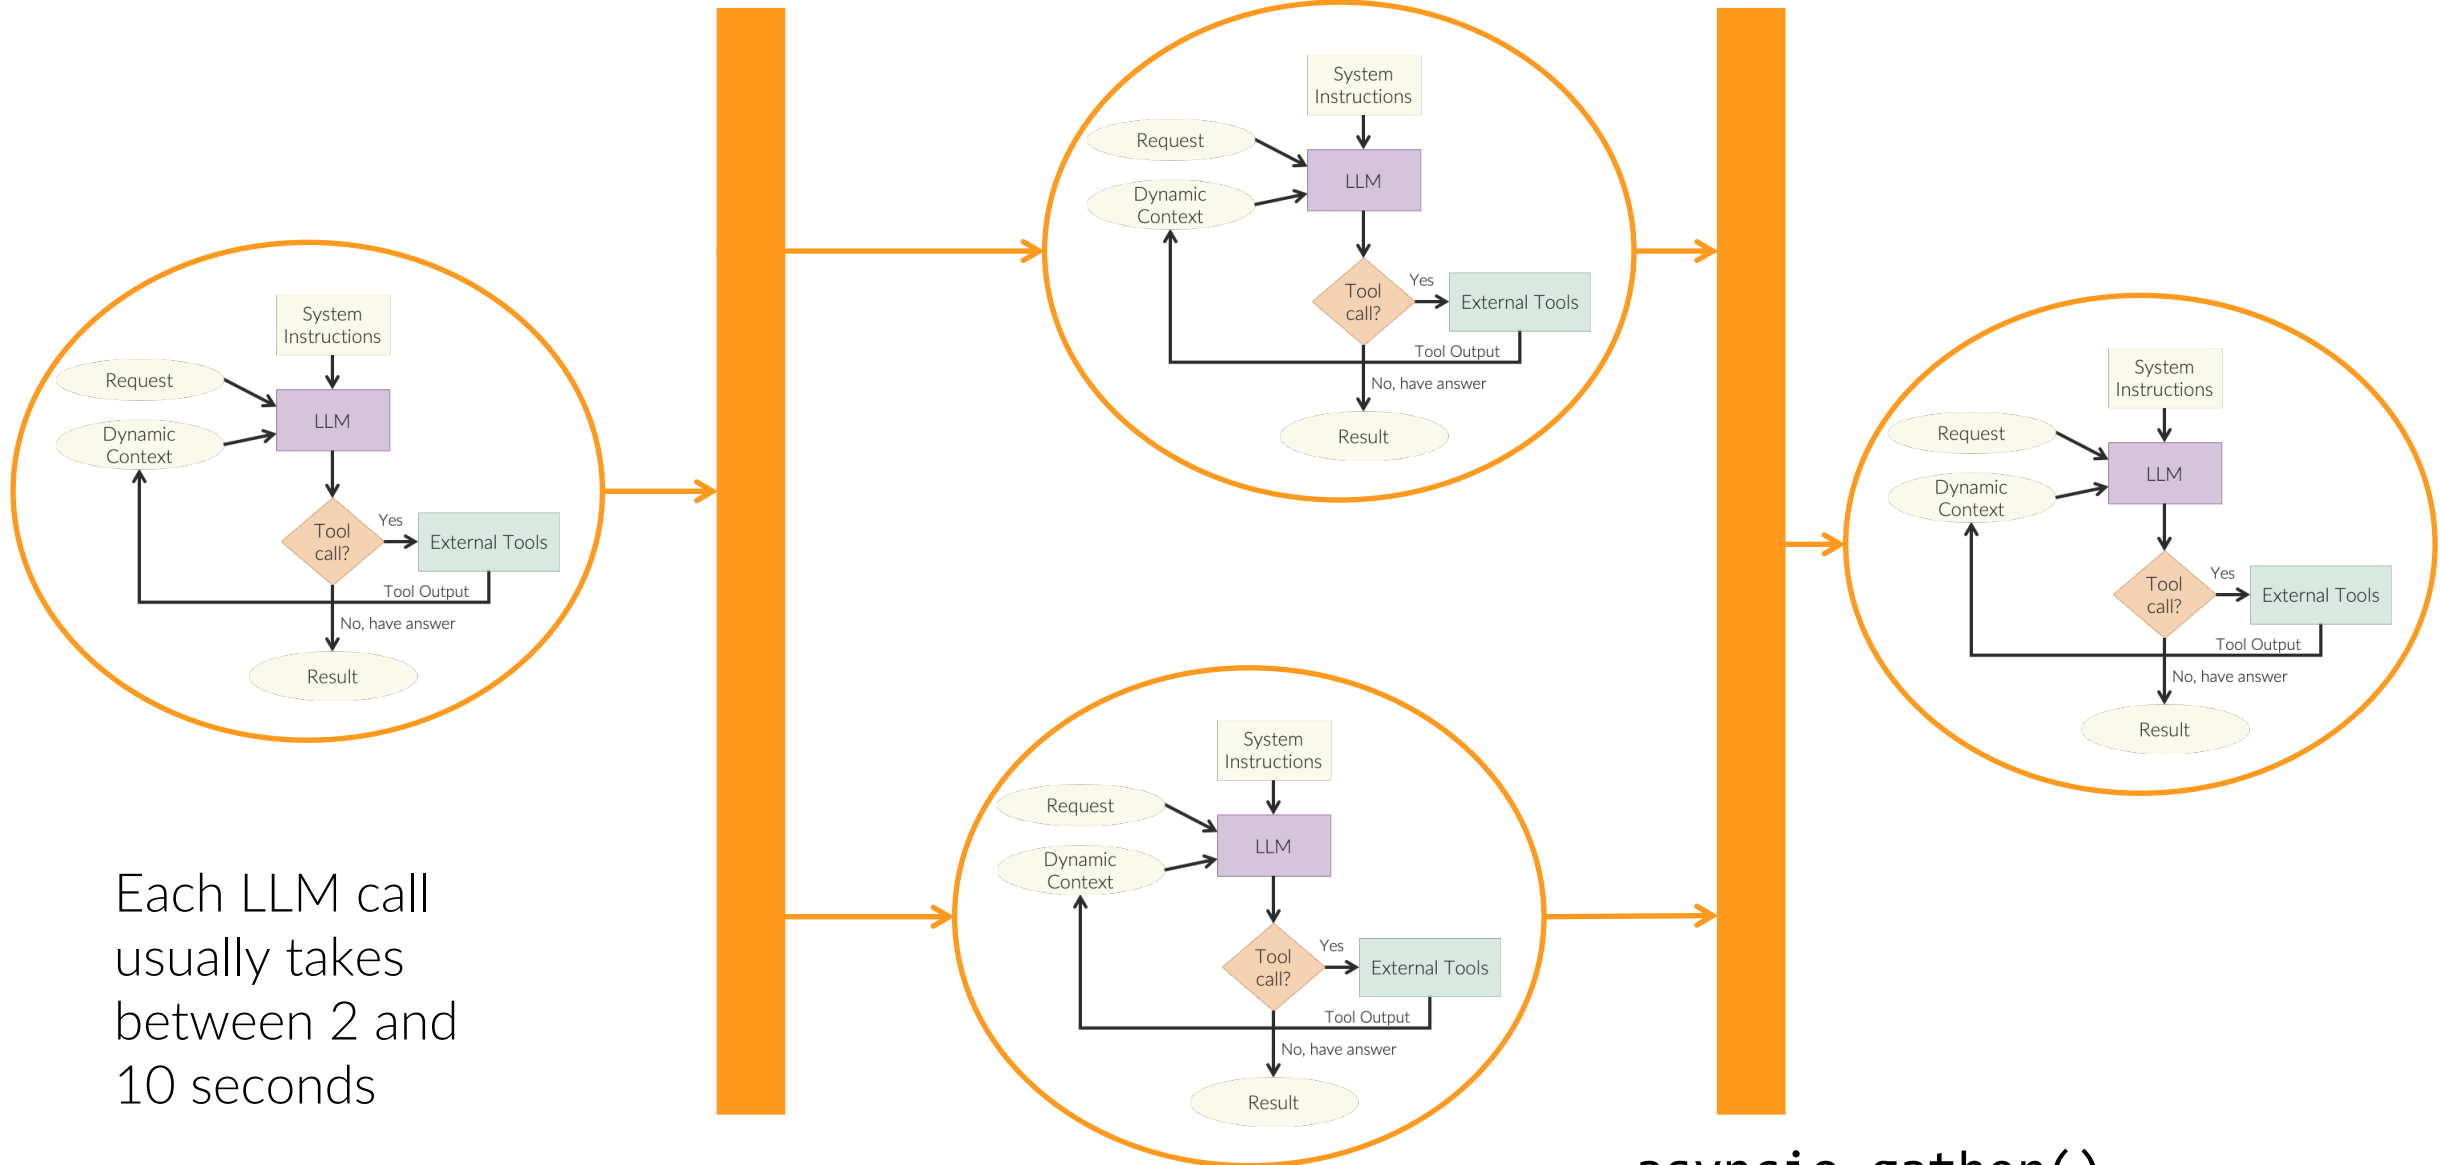 System
Instructions
Request
LLM
Dynamic
Context
Tool
call?
Yes
External Tools
Tool Output
No, have answer
Result
System
Instructions
Request
LLM
Dynamic
Context
Tool
call?
Yes
External Tools
Tool Output
No, have answer
Result
System
Instructions
Request
LLM
Dynamic
Context
Tool
call?
Yes
External Tools
Tool Output
No, have answer
Result
System
Instructions
Request
LLM
Dynamic
Context
Tool
call?
Yes
External Tools
Tool Output
No, have answer
Result
Each LLM call
usually takes
between 2 and
10 seconds
asyncio.gather()